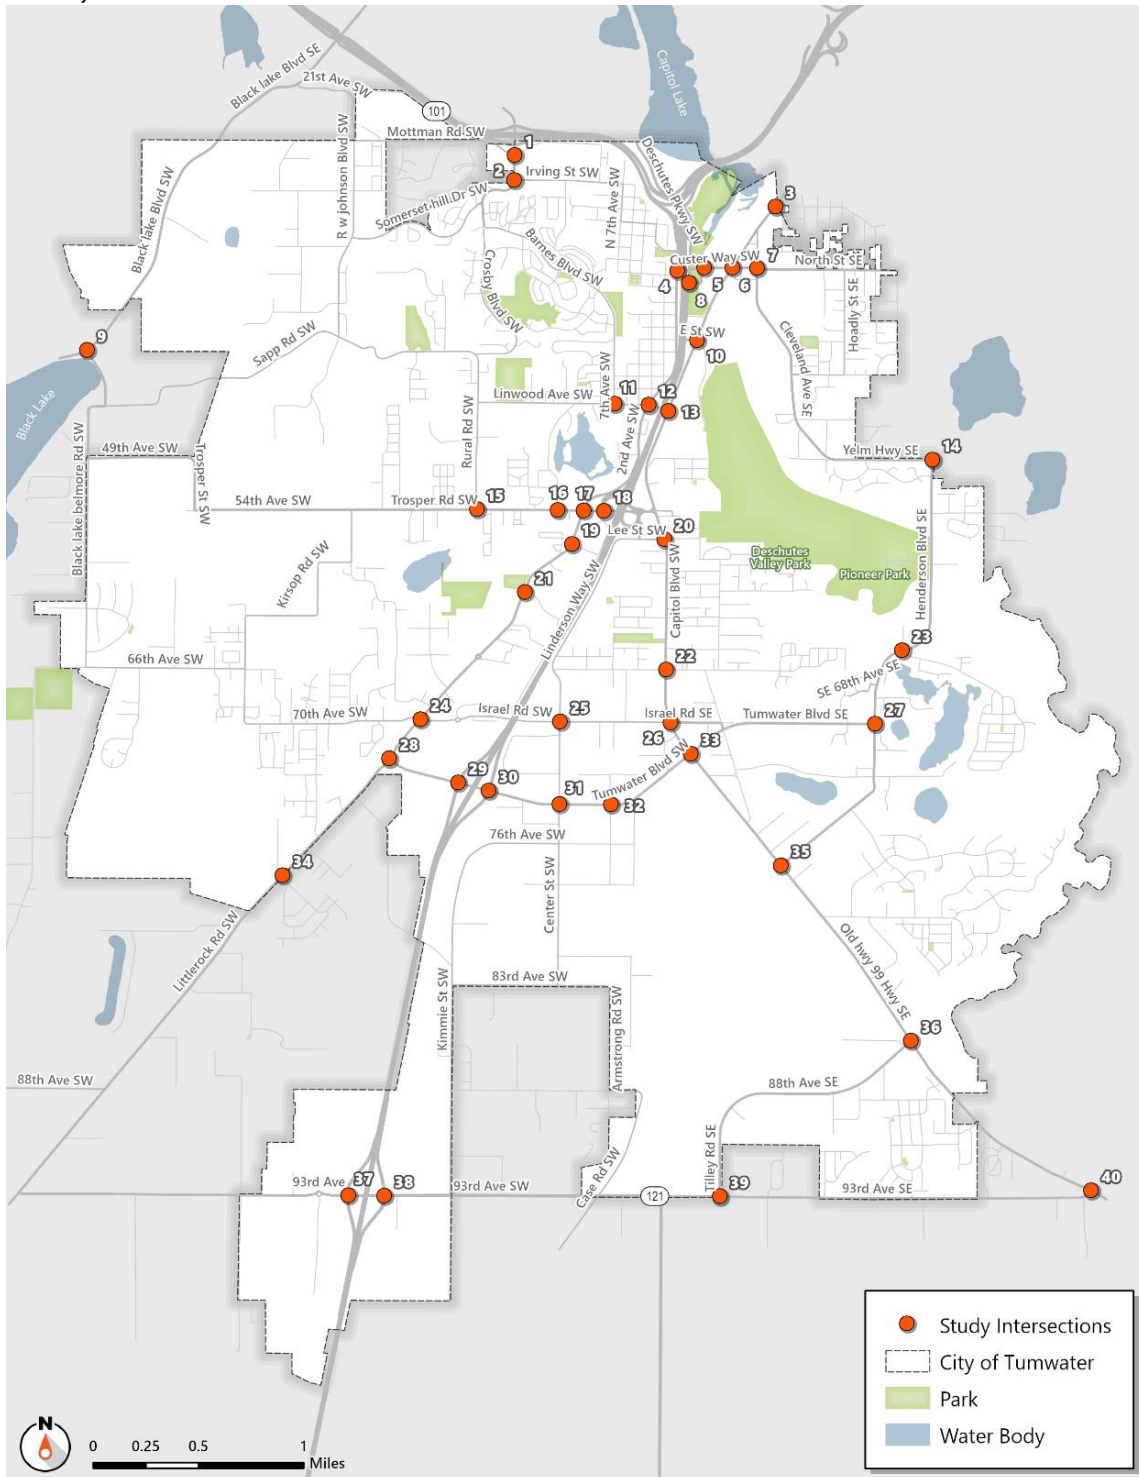 Black lake Blvd SE
21st Ave SW
101
Mottman Rd SW
Capitol Lake
1
2
Irving St SW
Deschutes Pkwy SW
R w johnson Blvd SW
Somerset hill Dr SW
N 7th Ave SW
3
Black lake Blvd SW
Crosby Blvd SW
Barnes Blvd SW
Custer Way SW
7
North St SE
4
5
6
8
Hoadly St SE
Cleveland Ave SE
E St SW
10
9
Sapp Rd SW
Black Lake
Linwood Ave SW
7th Ave SW
11
12
13
2nd Ave SW
Rural Rd SW
49th Ave SW
Trosper St SW
Yelm Hwy SE
14
Black lake belmore Rd SW
54th Ave SW
Trosper Rd SW
15
16
17
18
19
Lee St SW
20
Deschutes
Valley Park
Pioneer Park
Henderson Blvd SE
Kirsop Rd SW
21
Linderson Way SW
Capitol Blvd SW
66th Ave SW
22
23
SE 68th Ave SE
70th Ave SW
24
Israel Rd SW
25
Israel Rd SE
26
Tumwater Blvd SE
27
28
29
30
33
31
Tumwater Blvd SW
32
76th Ave SW
34
Center St SW
35
Littlerock Rd SW
Old hwy 99 Hwy SE
83rd Ave SW
Kimmie St SW
Armstrong Rd SW
36
88th Ave SW
88th Ave SE
Tilley Rd SE
93rd Ave
37
38
93rd Ave SW
Case Rd SW
121
39
93rd Ave SE
40
Study Intersections
City of Tumwater
Park
Water Body
N
0 0.25 0.5 1
Miles